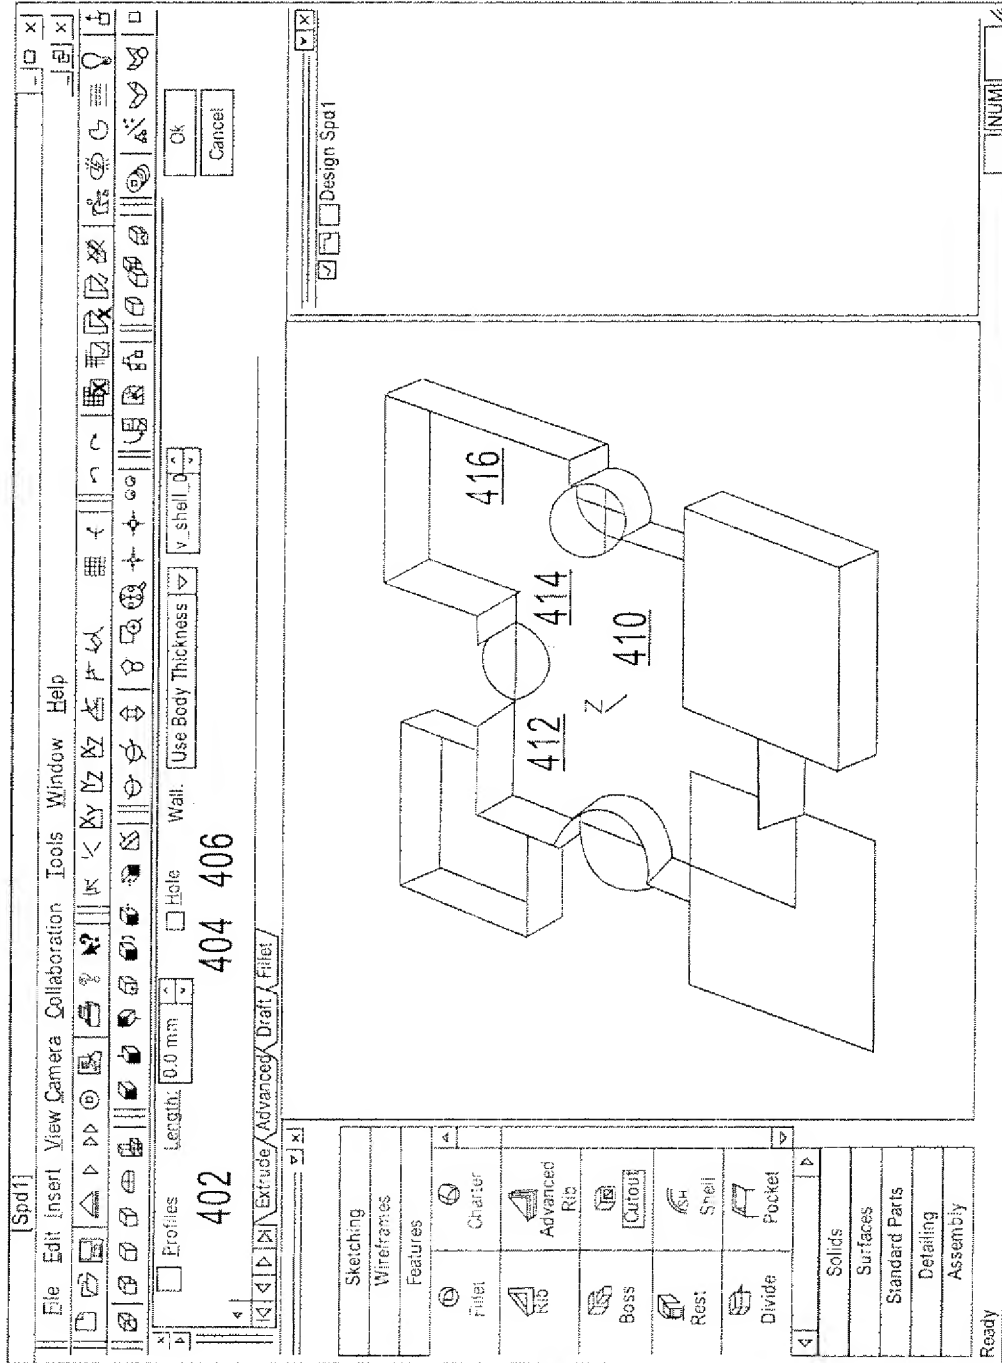 [Spd1]
File Edit Insert View Camera Collaboration Tools Window Help
Profiles Length: 0.0 mm Hole Wall. Use Body Thickness v_shell_0 Ok
Cancel
402 404 406
Extrude Advanced Draft Fillet
Sketching
Wireframes
Features
Fillet Charter
Rib Advanced Rib
Boss Cutout
Rest Shell
Divide Pocket
Solids
Surfaces
Standard Parts
Detailing
Assembly
416
414
412
410
Z
Design Spd1
Ready NUM